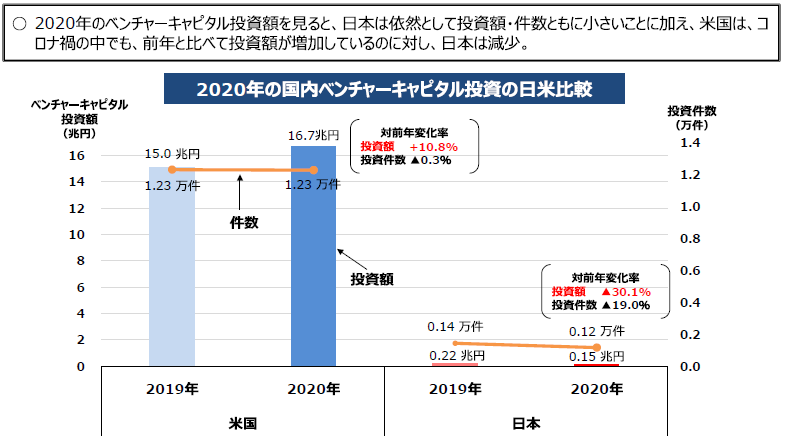 ○ 2020年のベンチャーキャピタル投資額を見ると、日本は依然として投資額・件数ともに小さいことに加え、米国は、コ
ロナ禍の中でも、前年と比べて投資額が増加しているのに対し、日本は減少。
2020年の国内ベンチャーキャピタル投資の日米比較
ベンチャーキャピタル
投資額
（兆円）
投資件数
（万件）
16
14
12
10
8
6
4
2
0
15.0 兆円
1.23 万件
16.7兆円
1.23 万件
件数
投資額
対前年変化率
投資額 +10.8%
投資件数 ▲0.3%
対前年変化率
投資額 ▲30.1%
投資件数 ▲19.0%
0.14 万件
0.22 兆円
0.12 万件
0.15 兆円
1.4
1.2
1.0
0.8
0.6
0.4
0.2
0.0
2019年
2020年
2019年
2020年
米国
日本